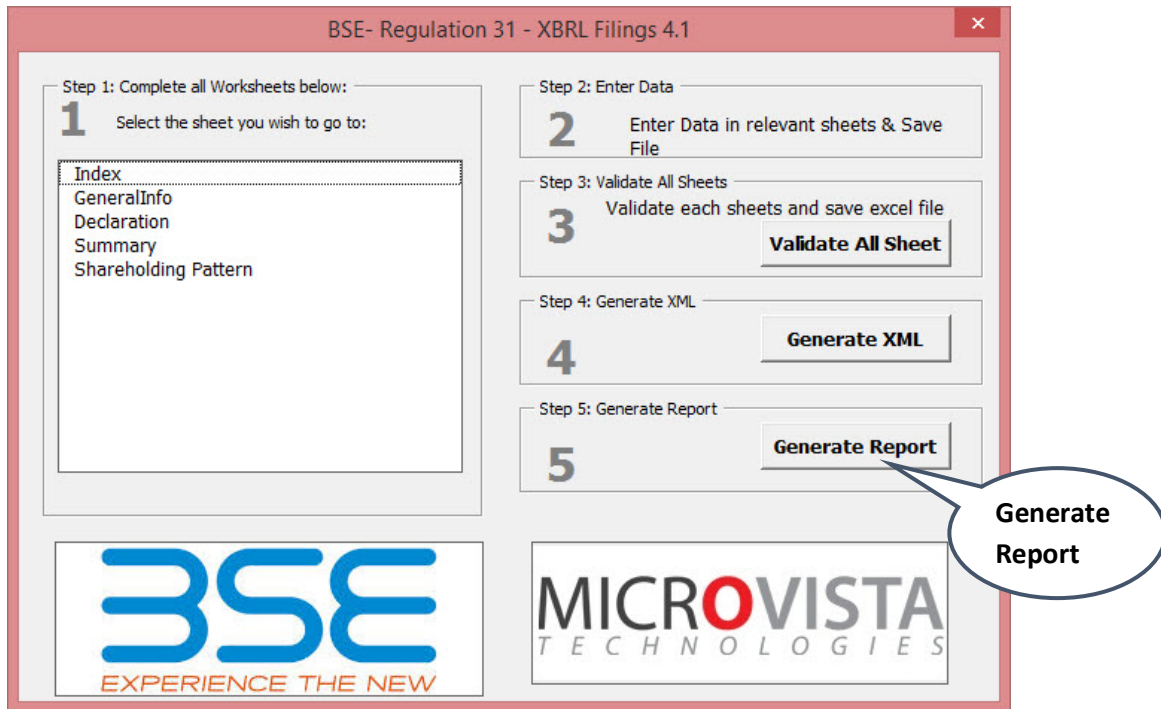 BSE- Regulation 31 - XBRL Filings 4.1
Step 1: Complete all Worksheets below:
1
Select the sheet you wish to go to:
Index
GeneralInfo
Declaration
Summary
Shareholding Pattern
Step 2: Enter Data
2
Enter Data in relevant sheets & Save
File
Step 3: Validate All Sheets
3
Validate each sheets and save excel file
Validate All Sheet
Step 4: Generate XML
4
Generate XML
Step 5: Generate Report
5
Generate Report
Generate
Report
BSE
EXPERIENCE THE NEW
MICROVISTA
TECHNOLOGIES